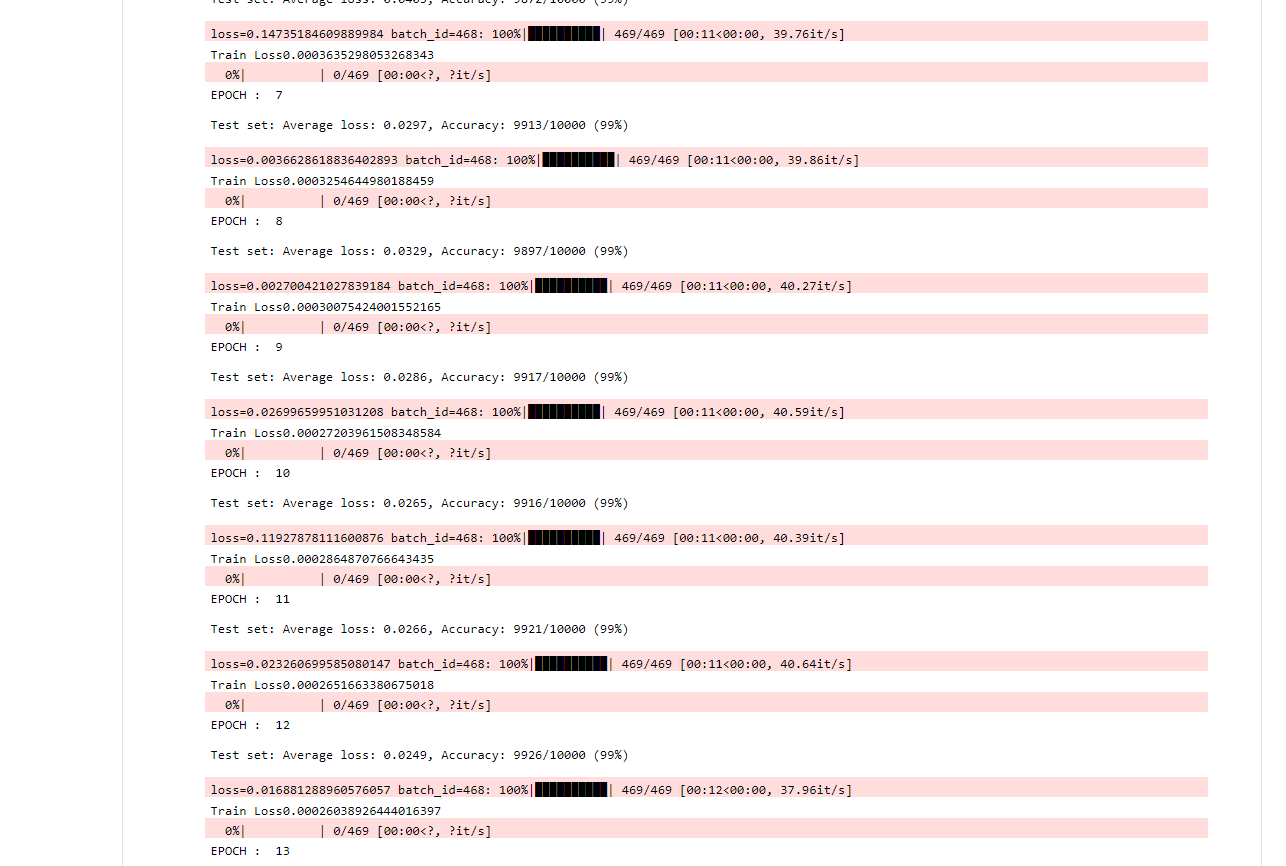 Test set: Average loss: 0.0405, Accuracy: 9872/10000 (99%)
loss=0.14735184609889984 batch_id=468: 100%|██████████| 469/469 [00:11<00:00, 39.76it/s]
Train Loss0.0003635298053268343
0%|          | 0/469 [00:00<?, ?it/s]
EPOCH :  7
Test set: Average loss: 0.0297, Accuracy: 9913/10000 (99%)
loss=0.0036628618836402893 batch_id=468: 100%|██████████| 469/469 [00:11<00:00, 39.86it/s]
Train Loss0.0003254644980188459
0%|          | 0/469 [00:00<?, ?it/s]
EPOCH :  8
Test set: Average loss: 0.0329, Accuracy: 9897/10000 (99%)
loss=0.002700421027839184 batch_id=468: 100%|██████████| 469/469 [00:11<00:00, 40.27it/s]
Train Loss0.00030075424001552165
0%|          | 0/469 [00:00<?, ?it/s]
EPOCH :  9
Test set: Average loss: 0.0286, Accuracy: 9917/10000 (99%)
loss=0.02699659951031208 batch_id=468: 100%|██████████| 469/469 [00:11<00:00, 40.59it/s]
Train Loss0.00027203961508348584
0%|          | 0/469 [00:00<?, ?it/s]
EPOCH :  10
Test set: Average loss: 0.0265, Accuracy: 9916/10000 (99%)
loss=0.11927878111600876 batch_id=468: 100%|██████████| 469/469 [00:11<00:00, 40.39it/s]
Train Loss0.0002864870766643435
0%|          | 0/469 [00:00<?, ?it/s]
EPOCH :  11
Test set: Average loss: 0.0266, Accuracy: 9921/10000 (99%)
loss=0.023260699585080147 batch_id=468: 100%|██████████| 469/469 [00:11<00:00, 40.64it/s]
Train Loss0.0002651663380675018
0%|          | 0/469 [00:00<?, ?it/s]
EPOCH :  12
Test set: Average loss: 0.0249, Accuracy: 9926/10000 (99%)
loss=0.016881288960576057 batch_id=468: 100%|██████████| 469/469 [00:12<00:00, 37.96it/s]
Train Loss0.00026038926444016397
0%|          | 0/469 [00:00<?, ?it/s]
EPOCH :  13